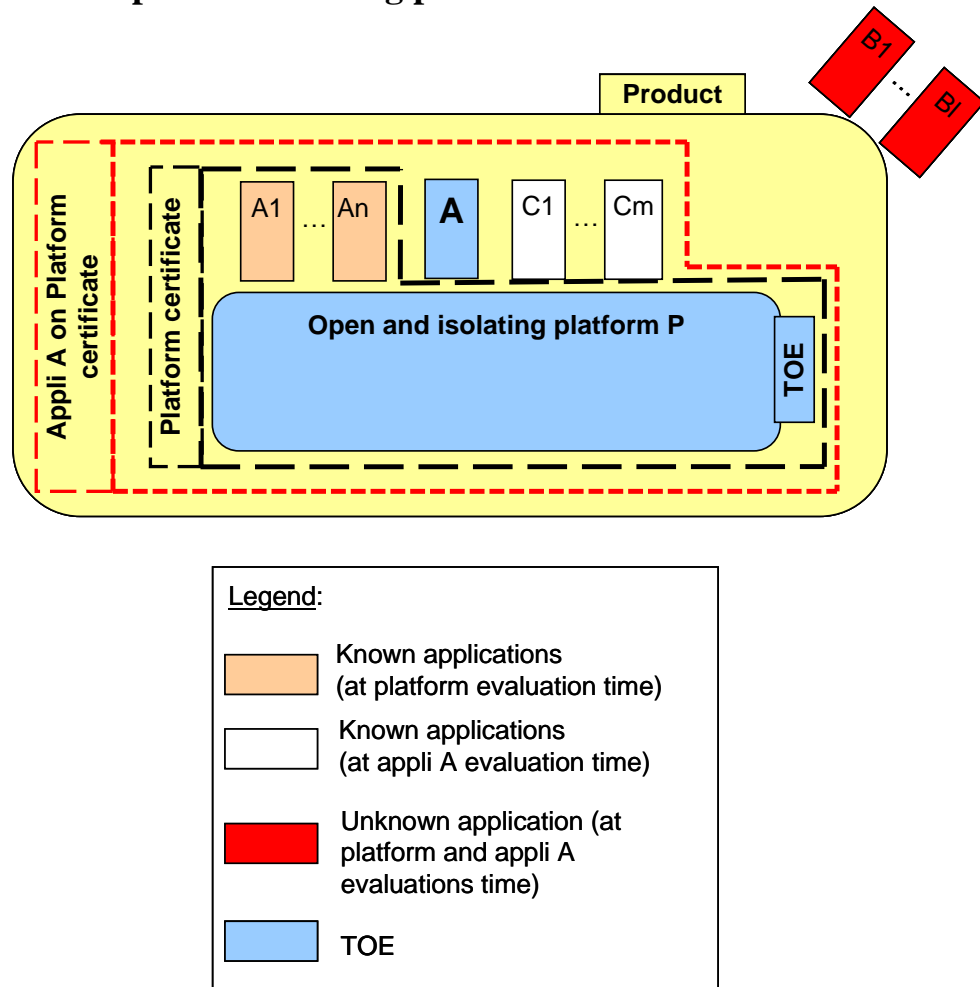 B1
...
Bl
Product
Appli A on Platform
certificate
Platform certificate
A1
...
An
A
C1
...
Cm
Open and isolating platform P
TOE
Legend:
Known applications
(at platform evaluation time)
Known applications
(at appli A evaluation time)
Unknown application (at
platform and appli A
evaluations time)
TOE